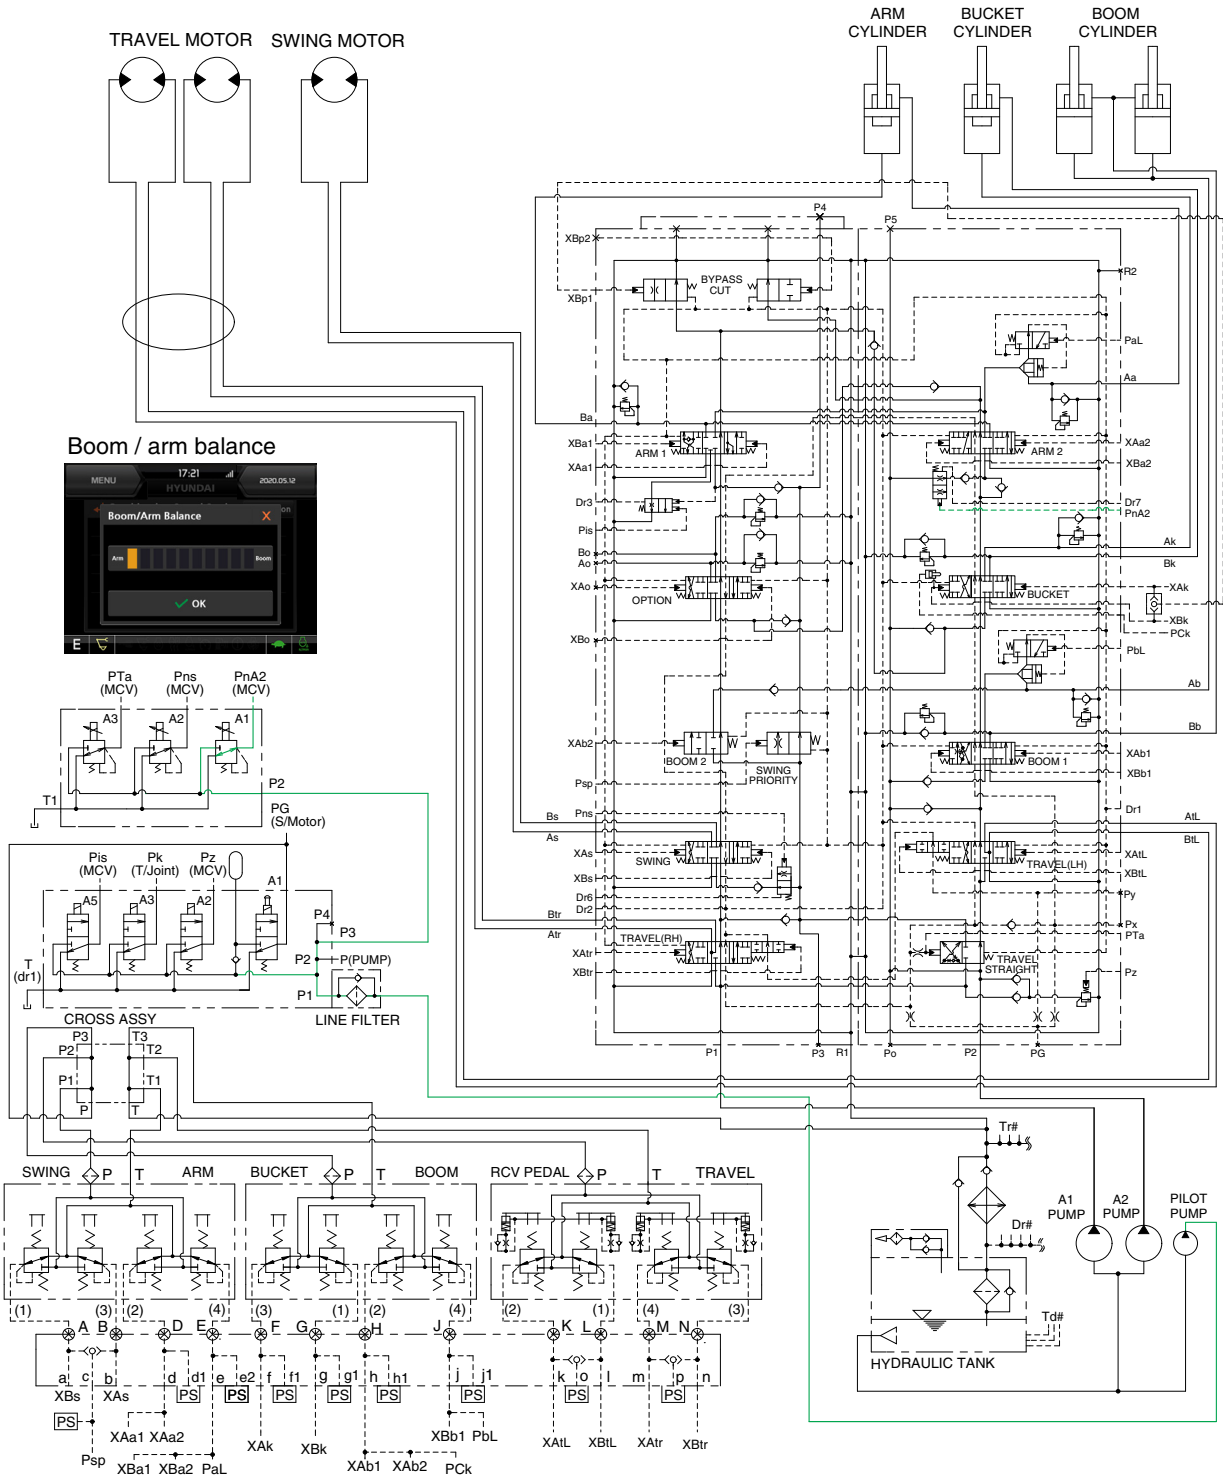 ARM
CYLINDER
BUCKET
CYLINDER
BOOM
CYLINDER
TRAVEL MOTOR
SWING MOTOR
P4
P5
XBp2
BYPASS
CUT
R2
XBp1
PaL
Aa
Ba
XBa1
ARM 1
XAa1
XAa2
ARM 2
XBa2
Boom / arm balance
MENU
17:21
HYUNDAI
2020.05.12
on
Boom/Arm Balance
X
Arm
Boom
OK
E
Dr3
Pis
Dr7
PnA2
Bo
Ao
Ak
Bk
XAo
OPTION
XAk
BUCKET
XBo
XBk
PCk
PbL
Ab
Bb
PTa
(MCV)
Pns
(MCV)
PnA2
(MCV)
A3
A2
A1
T1
P2
XAb2
BOOM 2
SWING
PRIORITY
Psp
XAb1
BOOM 1
XBb1
PG
(S/Motor)
Pns
Bs
As
Dr1
AtL
BtL
XAs
SWING
XBs
Dr6
Dr2
XAtL
TRAVEL(LH)
XBtL
Py
Pis
(MCV)
Pk
(T/Joint)
Pz
(MCV)
A5
A3
A2
A1
P4
P3
P2
P(PUMP)
P1
T
(dr1)
LINE FILTER
Btr
Atr
TRAVEL(RH)
XAtr
XBtr
Px
PTa
TRAVEL
STRAIGHT
Pz
CROSS ASSY
P3
T3
P2
T2
P1
T1
P
T
P1
P3
R1
Po
P2
PG
SWING
P
T
ARM
BUCKET
P
T
BOOM
RCV PEDAL
P
T
TRAVEL
Tr#
Dr#
A1
PUMP
A2
PUMP
PILOT
PUMP
Td#
HYDRAULIC TANK
(1)
(3)
(2)
(4)
(3)
(1)
(2)
(4)
(2)
(1)
(4)
(3)
A
B
D
E
F
G
H
J
K
L
M
N
a
c
b
d
d1
e
e2
f
f1
g
g1
h
h1
j
j1
k
o
l
m
p
n
PS
PS
PS
PS
PS
PS
PS
PS
PS
XBs
XAs
Psp
XAa1
XAa2
XBa1
XBa2
PaL
XAk
XBk
XAb1
XAb2
PCk
XBb1
PbL
XAtL
XBtL
XAtr
XBtr